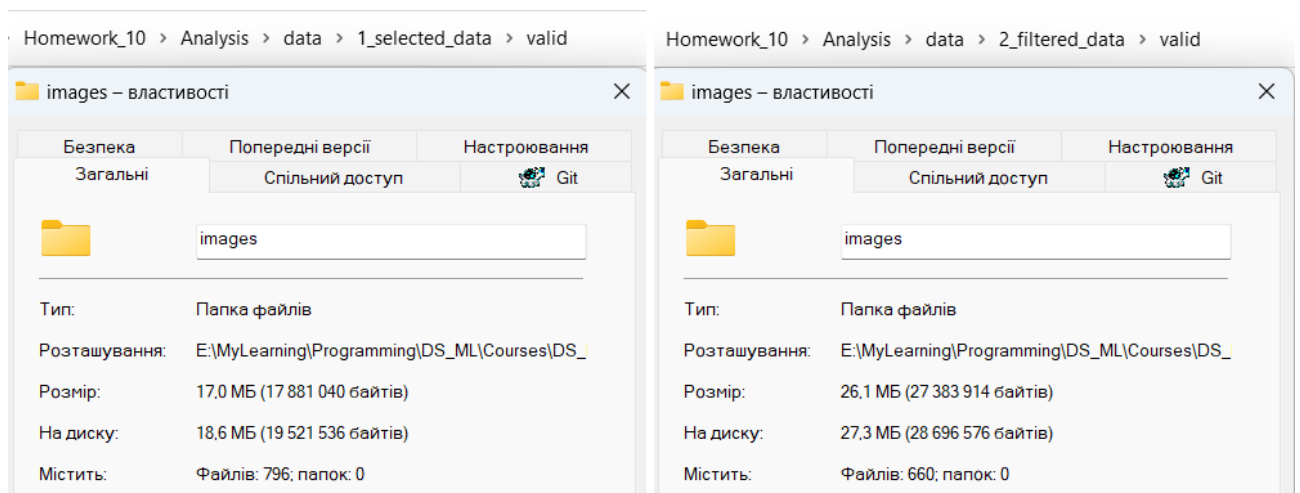 Homework_10 > Analysis > data > 1_selected_data > valid
images – властивості
Безпека Попередні версії Настроювання
Загальні Спільний доступ Git
images
Тип: Папка файлів
Розташування: E:\MyLearning\Programming\DS_ML\Courses\DS_
Розмір: 17,0 МБ (17 881 040 байтів)
На диску: 18,6 МБ (19 521 536 байтів)
Містить: Файлів: 796; папок: 0
Homework_10 > Analysis > data > 2_filtered_data > valid
images – властивості
Безпека Попередні версії Настроювання
Загальні Спільний доступ Git
images
Тип: Папка файлів
Розташування: E:\MyLearning\Programming\DS_ML\Courses\DS_
Розмір: 26,1 МБ (27 383 914 байтів)
На диску: 27,3 МБ (28 696 576 байтів)
Містить: Файлів: 660; папок: 0